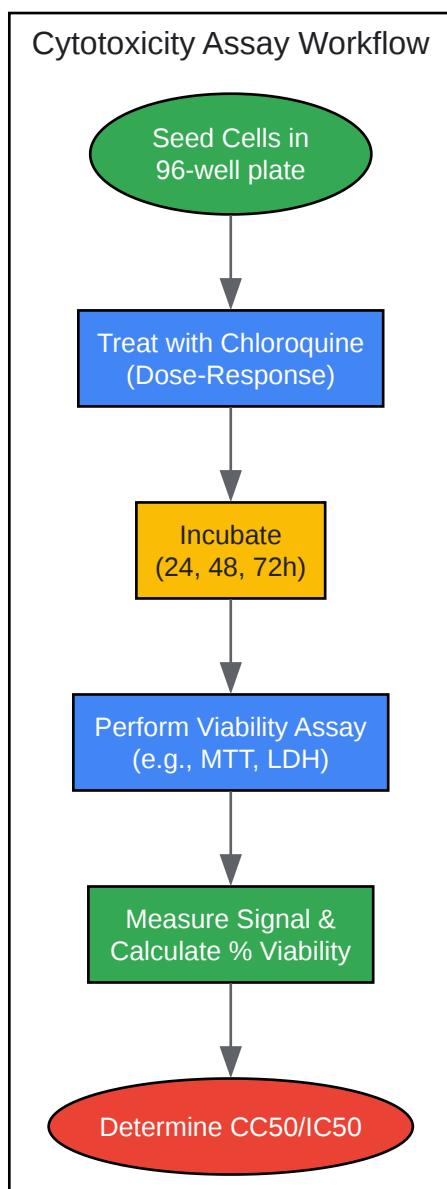 Cytotoxicity Assay Workflow
Seed Cells in
96-well plate
Treat with Chloroquine
(Dose-Response)
Incubate
(24, 48, 72h)
Perform Viability Assay
(e.g., MTT, LDH)
Measure Signal &
Calculate % Viability
Determine CC50/IC50